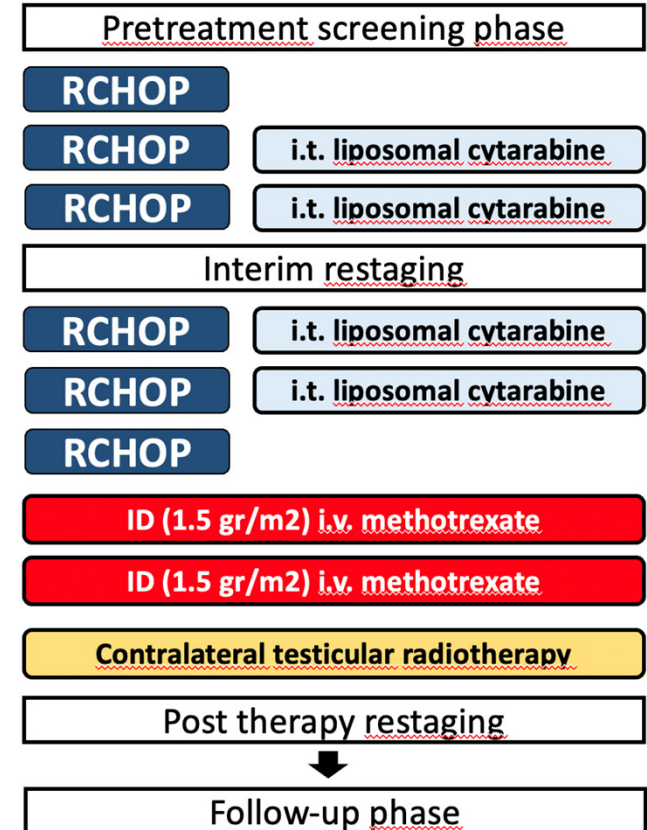 Pretreatment screening phase
RCHOP
RCHOP i.t. liposomal cytarabine
RCHOP i.t. liposomal cytarabine
Interim restaging
RCHOP i.t. liposomal cytarabine
RCHOP i.t. liposomal cytarabine
RCHOP
ID (1.5 gr/m2) i.v. methotrexate
ID (1.5 gr/m2) i.v. methotrexate
Contralateral testicular radiotherapy
Post therapy restaging
Follow-up phase